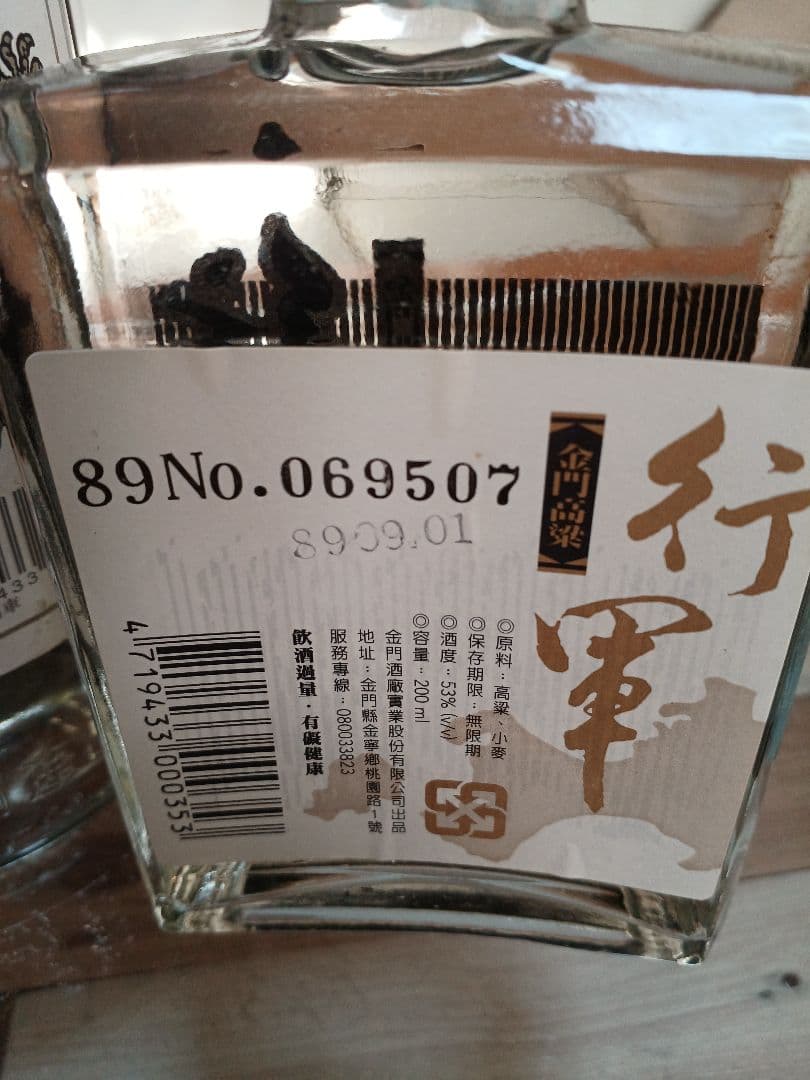 行軍
金門高粱
89No.069507
8909.01
◎原料：高粱、小麥
◎保存期限：無限期
◎酒度：53% (v/v)
◎容量：200 ml
金門酒廠實業股份有限公司出品
地址：金門縣金寧鄉桃園路1號
服務專線：080033823
飲酒過量．有礙健康
4 719433 000353
433